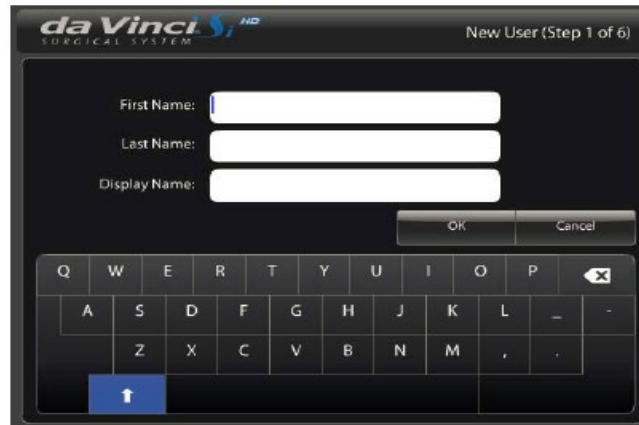 da Vinci Si HD
SURGICAL SYSTEM
New User (Step 1 of 6)
First Name:
Last Name:
Display Name:
OK Cancel
Q W E R T Y U I O P
A S D F G H J K L _ -
Z X C V B N M , .